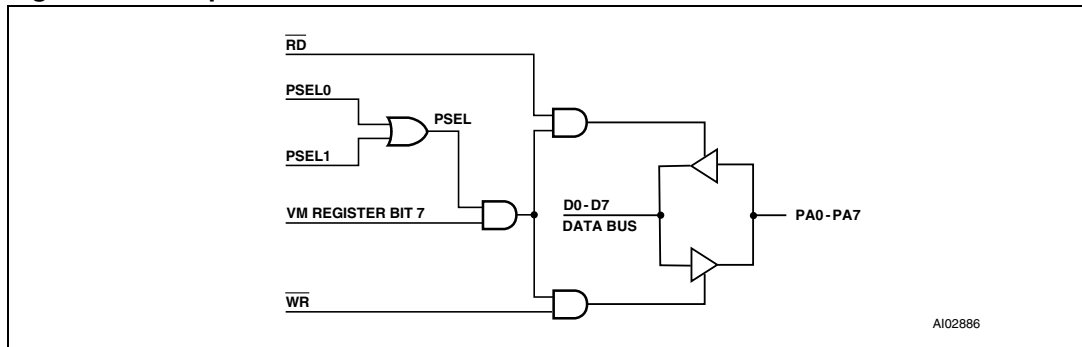 RD
PSEL0
PSEL
PSEL1
VM REGISTER BIT 7
D0-D7
DATA BUS
PA0-PA7
WR
AI02886